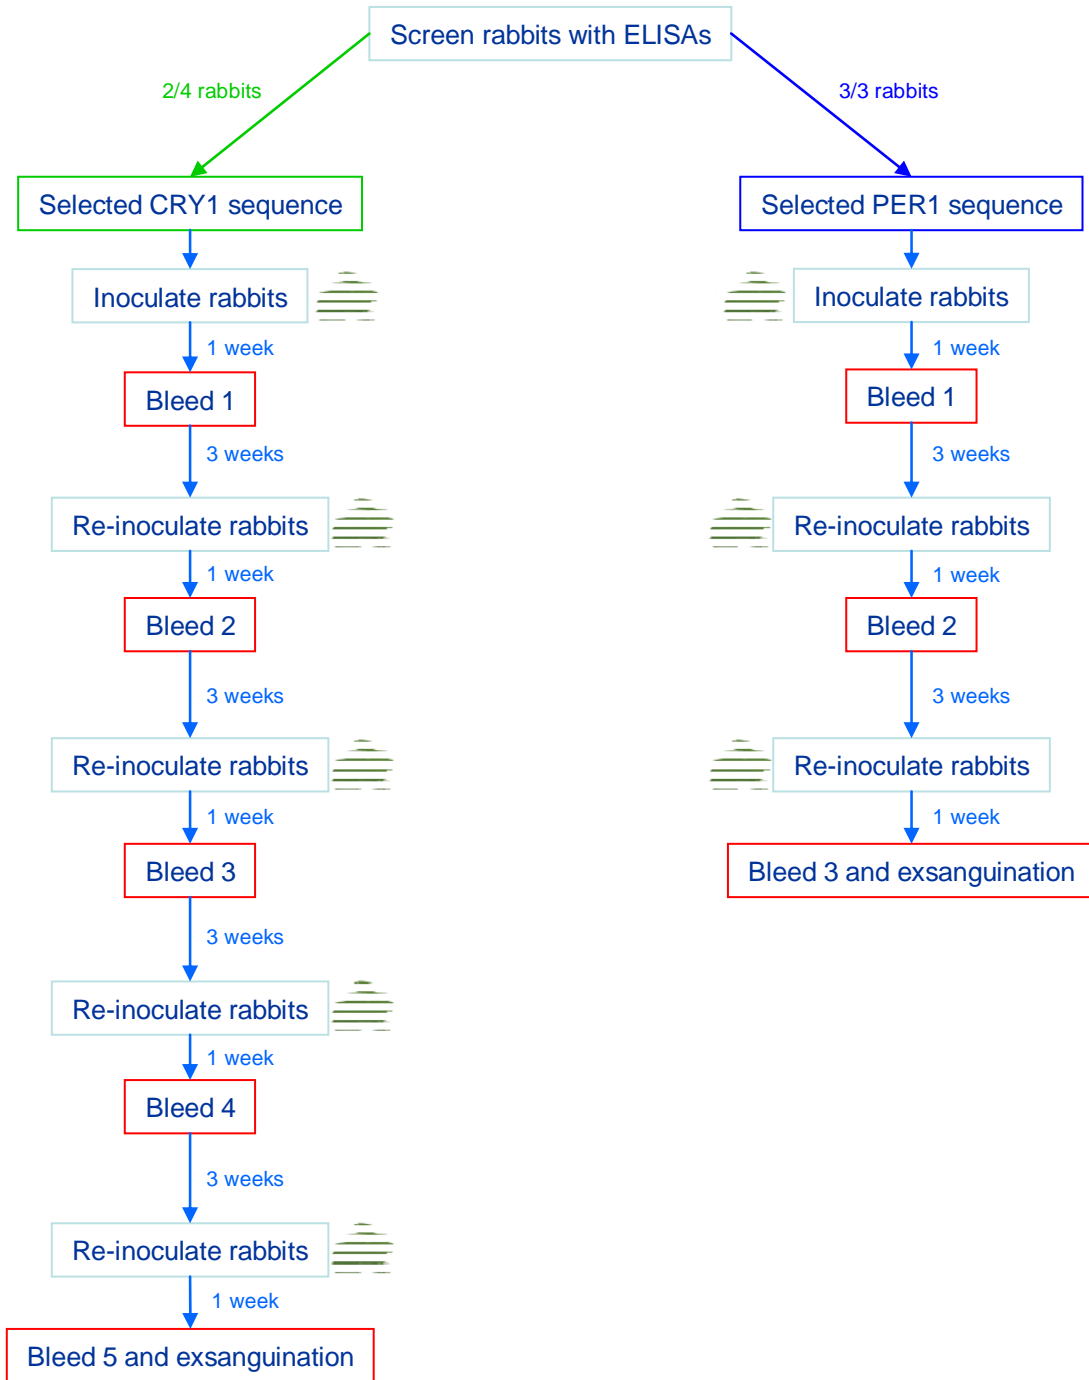 Screen rabbits with ELISAs
2/4 rabbits
3/3 rabbits
Selected CRY1 sequence
Selected PER1 sequence
Inoculate rabbits
Inoculate rabbits
1 week
1 week
Bleed 1
Bleed 1
3 weeks
3 weeks
Re-inoculate rabbits
Re-inoculate rabbits
1 week
1 week
Bleed 2
Bleed 2
3 weeks
3 weeks
Re-inoculate rabbits
Re-inoculate rabbits
1 week
1 week
Bleed 3
Bleed 3 and exsanguination
3 weeks
Re-inoculate rabbits
1 week
Bleed 4
3 weeks
Re-inoculate rabbits
1 week
Bleed 5 and exsanguination